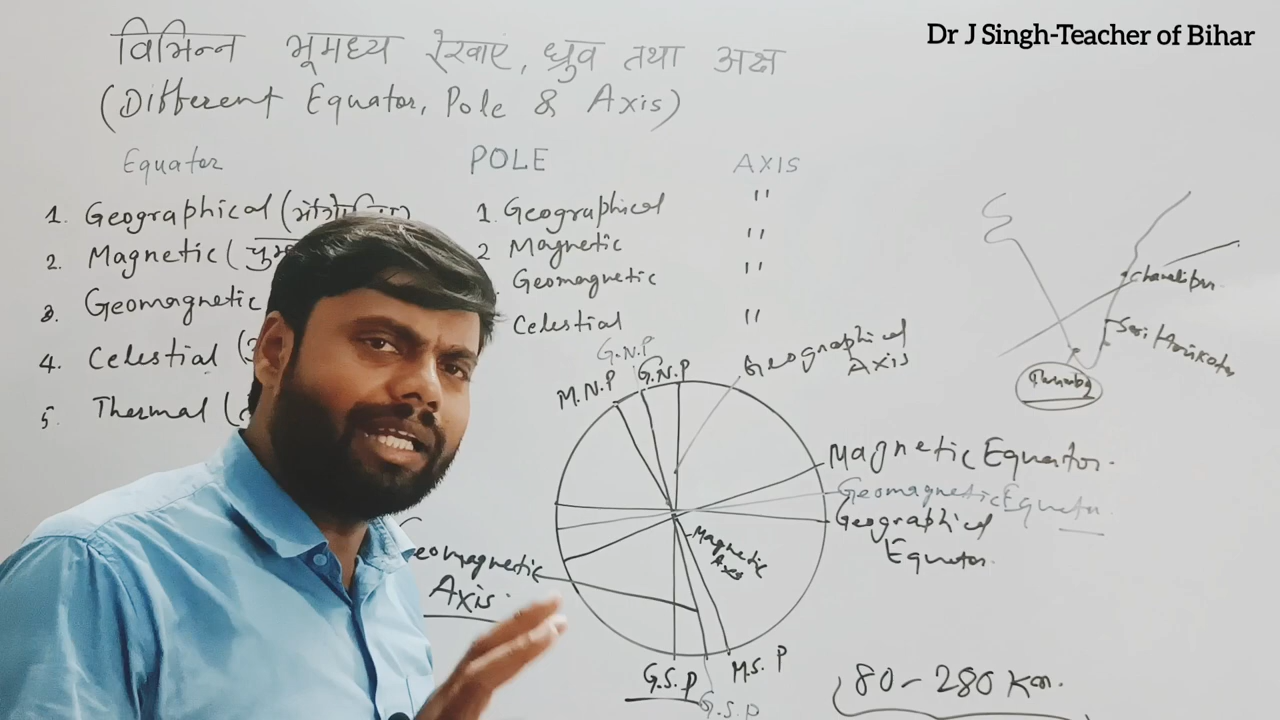 Dr J Singh-Teacher of Bihar
विभिन्न भूमध्य रेखाएं, ध्रुव तथा अक्ष
(Different Equator, Pole & Axis)
Equator
1. Geographical (
2. Magnetic (
3. Geomagnetic
4. Celestial (
5. Thermal (
POLE
1. Geographical
2 Magnetic
Geomagnetic
Celestial
AXIS
"
"
"
"
G.N.P
M.N.P
G.N.P
Geographical
Axis
Magnetic Equator.
Geomagnetic Equator
Geographical
Equator.
Magnetic
Axis
Geomagnetic
Axis.
G.S.P
M.S.P
G.S.P
80-280 Km.